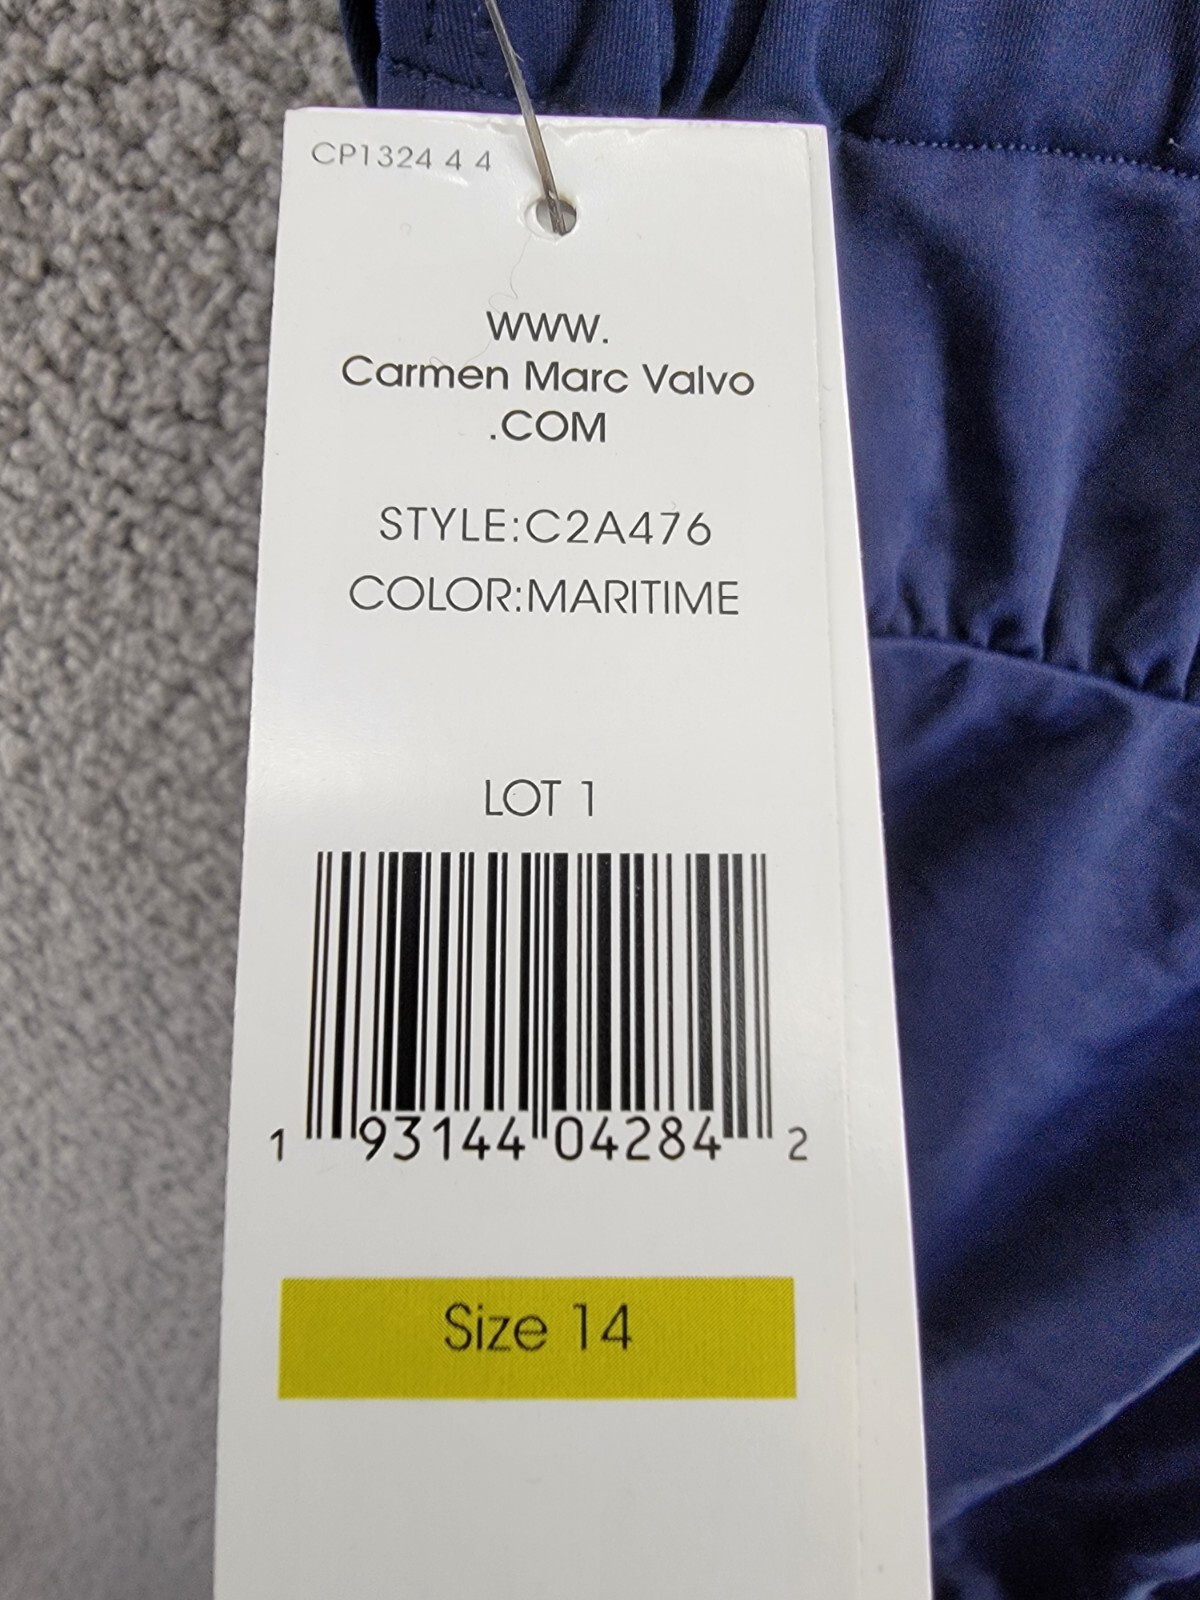 CP1324 4 4
WWW.
Carmen Marc Valvo
.COM
STYLE:C2A476
COLOR:MARITIME
LOT 1
1 93144 04284 2
Size 14